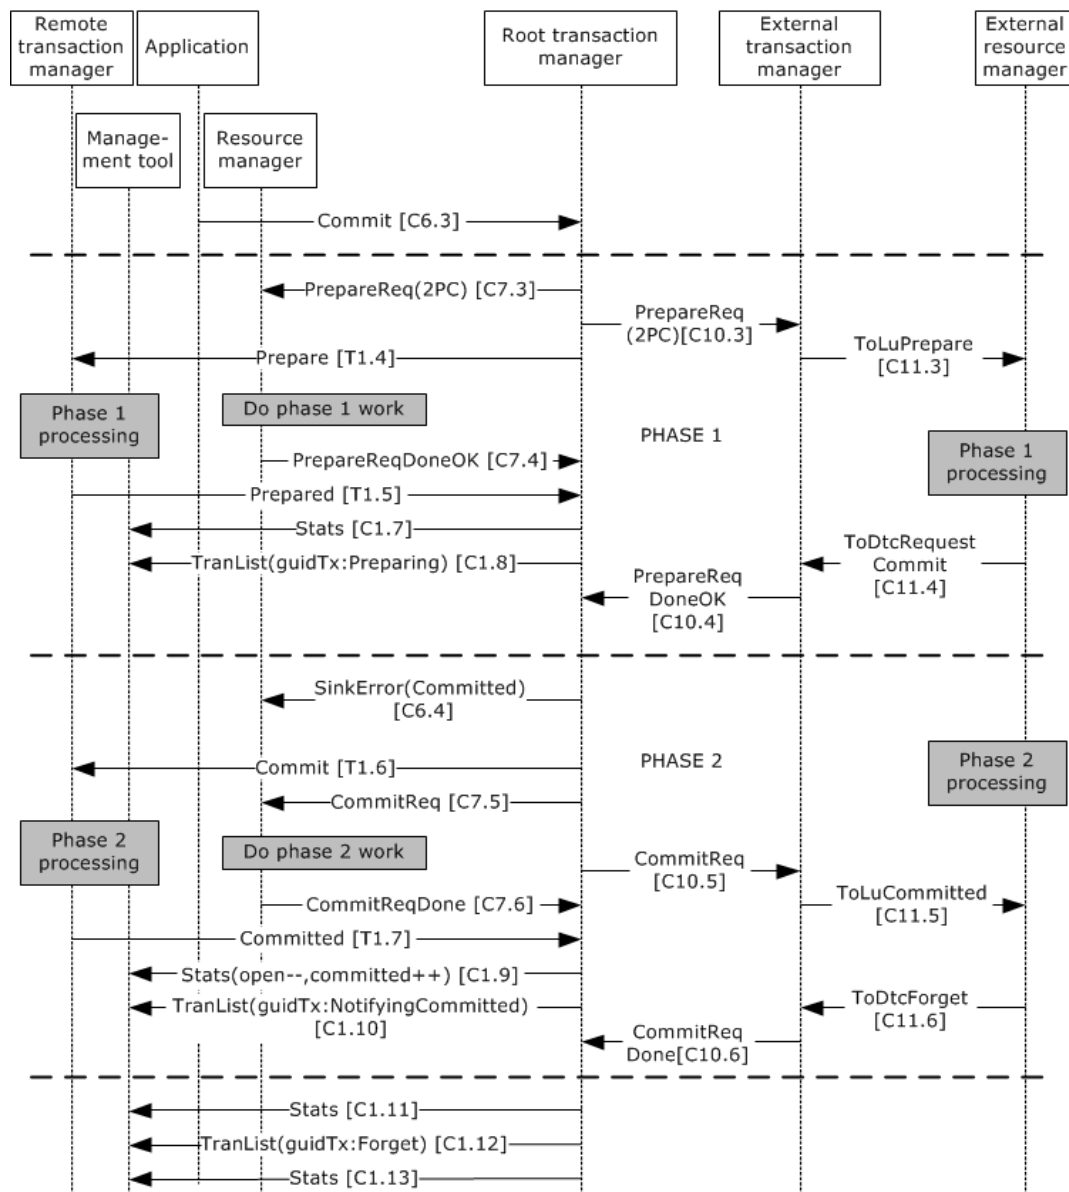 Remote
transaction
manager
Application
Root transaction
manager
External
transaction
manager
External
resource
manager
Manage-
ment tool
Resource
manager
Commit [C6.3]
PrepareReq(2PC) [C7.3]
PrepareReq
(2PC)[C10.3]
Prepare [T1.4]
ToLuPrepare
[C11.3]
Phase 1
processing
Do phase 1 work
PHASE 1
Phase 1
processing
PrepareReqDoneOK [C7.4]
Prepared [T1.5]
Stats [C1.7]
TranList(guidTx:Preparing) [C1.8]
ToDtcRequest
Commit
[C11.4]
PrepareReq
DoneOK
[C10.4]
SinkError(Committed)
[C6.4]
PHASE 2
Phase 2
processing
Commit [T1.6]
CommitReq [C7.5]
Phase 2
processing
Do phase 2 work
CommitReq
[C10.5]
CommitReqDone [C7.6]
ToLuCommitted
[C11.5]
Committed [T1.7]
Stats(open--,committed++) [C1.9]
TranList(guidTx:NotifyingCommitted)
[C1.10]
ToDtcForget
[C11.6]
CommitReq
Done[C10.6]
Stats [C1.11]
TranList(guidTx:Forget) [C1.12]
Stats [C1.13]